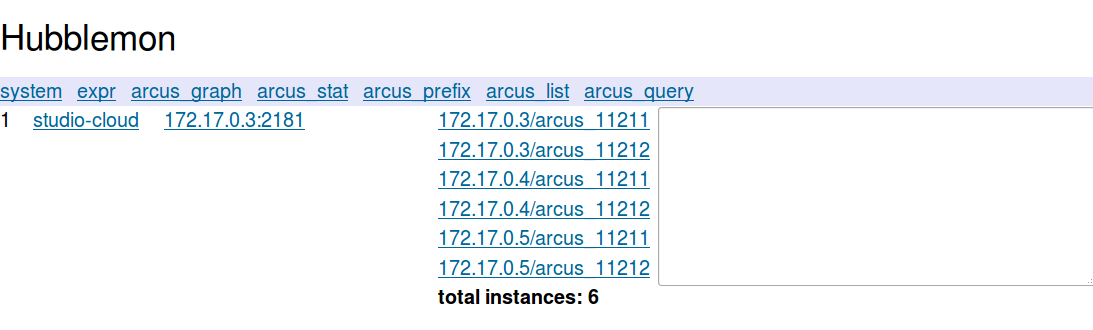 Hubblemon
system expr arcus_graph arcus_stat arcus_prefix arcus_list arcus_query
1 studio-cloud 172.17.0.3:2181 172.17.0.3/arcus_11211
172.17.0.3/arcus_11212
172.17.0.4/arcus_11211
172.17.0.4/arcus_11212
172.17.0.5/arcus_11211
172.17.0.5/arcus_11212
total instances: 6